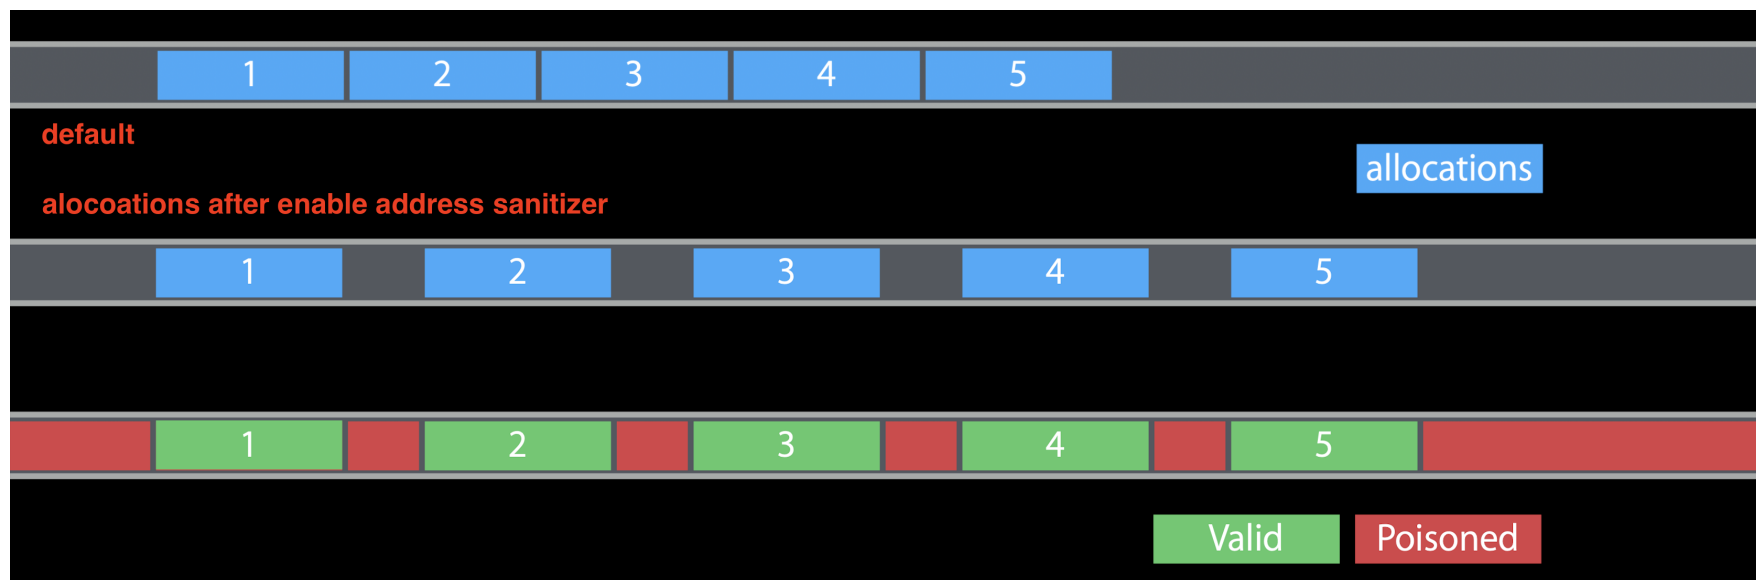 1 2 3 4 5
default
allocations
alocoations after enable address sanitizer
1 2 3 4 5
1 2 3 4 5
Valid Poisoned